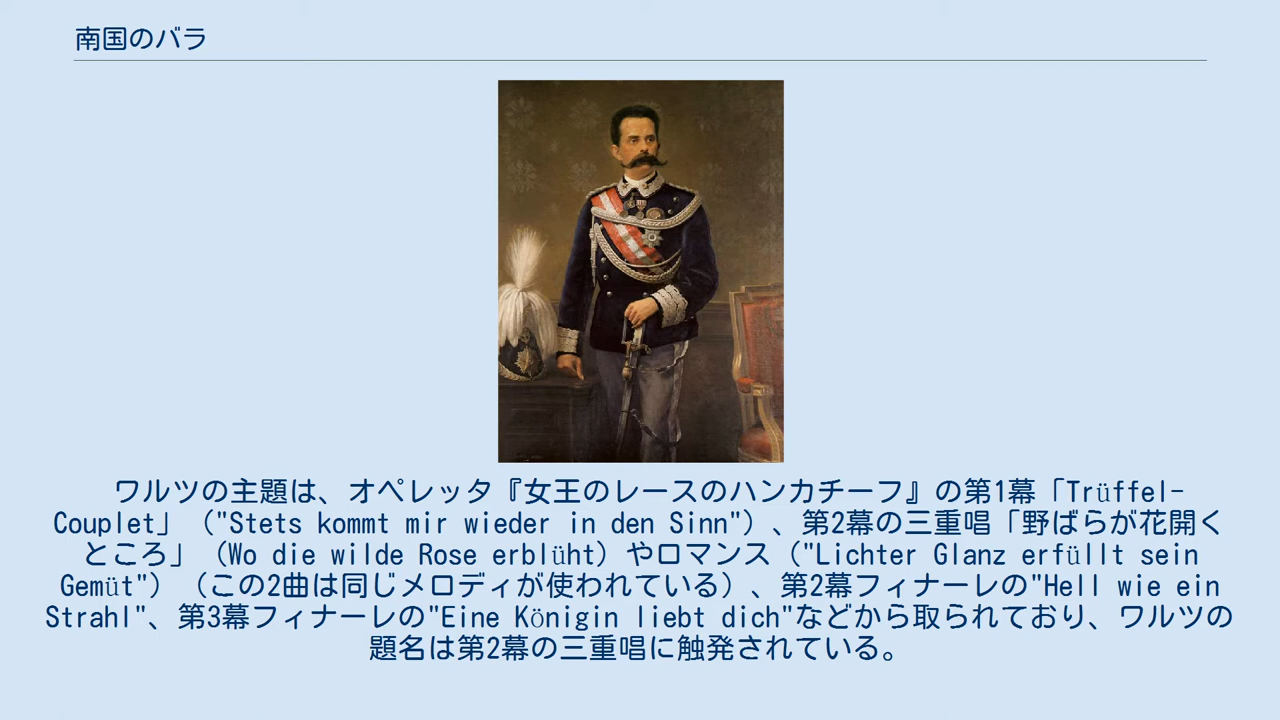 南国のバラ
ワルツの主題は、オペレッタ『女王のレースのハンカチーフ』の第1幕「Trüffel-
Couplet」（"Stets kommt mir wieder in den Sinn"）、第2幕の三重唱「野ばらが花開く
ところ」（Wo die wilde Rose erblüht）やロマンス（"Lichter Glanz erfüllt sein
Gemüt"）（この2曲は同じメロディが使われている）、第2幕フィナーレの"Hell wie ein
Strahl"、第3幕フィナーレの"Eine Königin liebt dich"などから取られており、ワルツの
題名は第2幕の三重唱に触発されている。